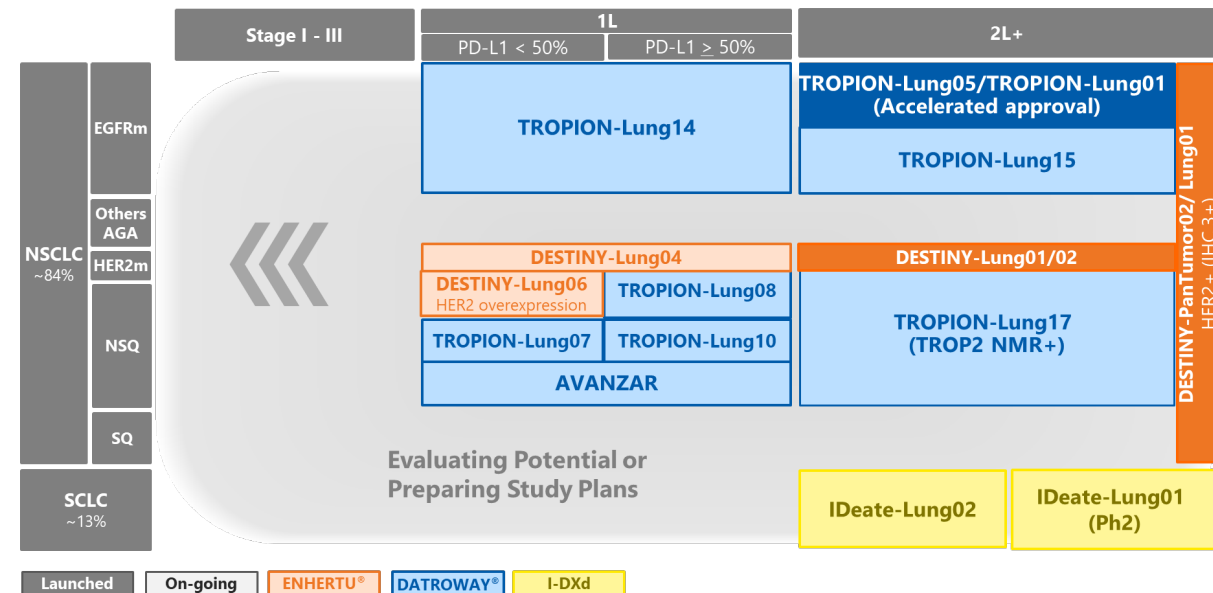 Stage I - III
1L
2L+
PD-L1 < 50%
PD-L1 ≥ 50%
NSCLC
~84%
EGFRm
TROPION-Lung14
TROPION-Lung05/TROPION-Lung01
(Accelerated approval)
TROPION-Lung15
DESTINY-PanTumor02/ Lung01
HER2+ (IHC 3+)
Others
AGA
HER2m
DESTINY-Lung04
DESTINY-Lung01/02
NSQ
DESTINY-Lung06
HER2 overexpression
TROPION-Lung08
TROPION-Lung07
TROPION-Lung10
AVANZAR
TROPION-Lung17
(TROP2 NMR+)
SQ
Evaluating Potential or
Preparing Study Plans
SCLC
~13%
IDeate-Lung02
IDeate-Lung01
(Ph2)
Launched
On-going
ENHERTU®
DATROWAY®
I-DXd